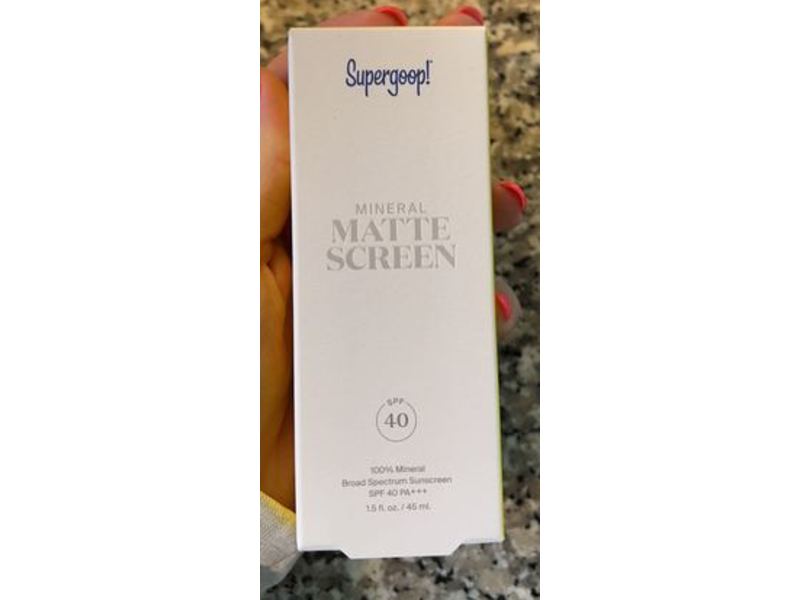 Supergoop!
MINERAL
MATTE
SCREEN
SPF
40
100% Mineral
Broad Spectrum Sunscreen
SPF 40 PA+++
1.5 fl. oz. / 45 ml.